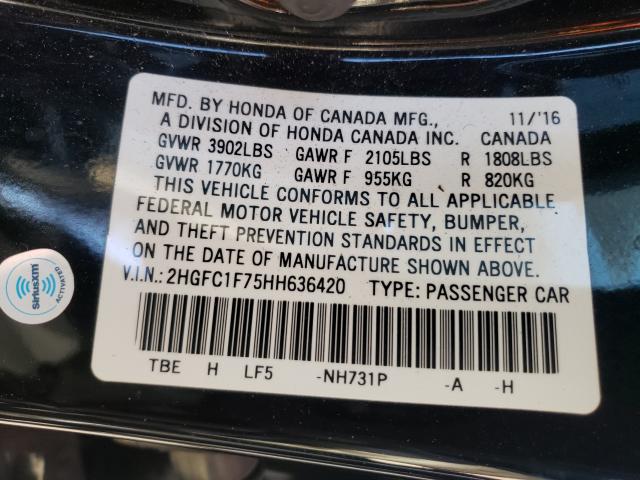 MFD. BY HONDA OF CANADA MFG., 11/'16
A DIVISION OF HONDA CANADA INC. CANADA
GVWR 3902LBS GAWR F 2105LBS R 1808LBS
GVWR 1770KG GAWR F 955KG R 820KG
THIS VEHICLE CONFORMS TO ALL APPLICABLE
FEDERAL MOTOR VEHICLE SAFETY, BUMPER,
AND THEFT PREVENTION STANDARDS IN EFFECT
ON THE DATE OF MANUFACTURE SHOWN ABOVE.
V.I.N.: 2HGFC1F75HH636420 TYPE: PASSENGER CAR
TBE H LF5 -NH731P -A -H
siriusxm
ACTIVATED